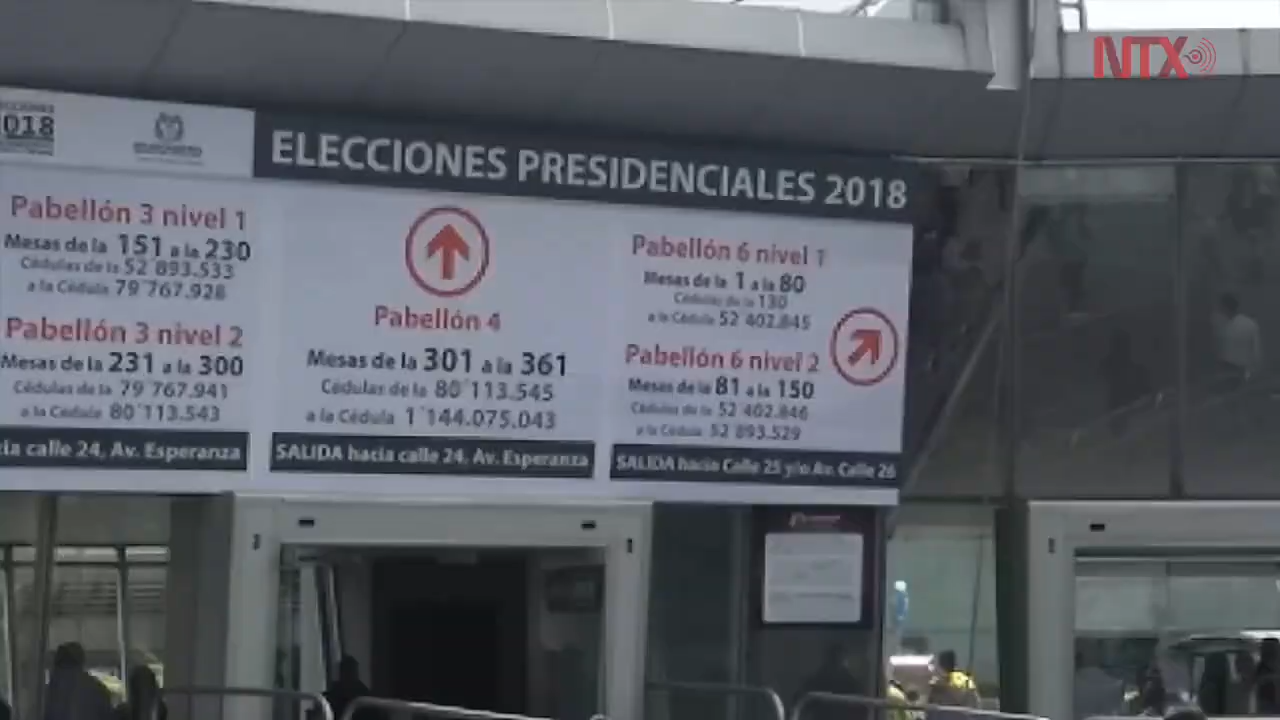 NTX
2018
ELECCIONES PRESIDENCIALES 2018
Pabellón 3 nivel 1
Mesas de la 151 a la 230
Cédulas de la 52´893.533
a la Cédula 79´767.928
Pabellón 3 nivel 2
Mesas de la 231 a la 300
Cédulas de la 79´767.941
a la Cédula 80´113.543
calle 24, Av. Esperanza
Pabellón 4
Mesas de la 301 a la 361
Cédulas de la 80´113.545
a la Cédula 1´144.075.043
SALIDA hacia calle 24, Av. Esperanza
Pabellón 6 nivel 1
Mesas de la 1 a la 80
Cédulas de la 130
a la Cédula 52´402.845
Pabellón 6 nivel 2
Mesas de la 81 a la 150
Cédulas de la 52´402.846
a la Cédula 52´893.529
SALIDA hacia Calle 25 y/o Av. Calle 26